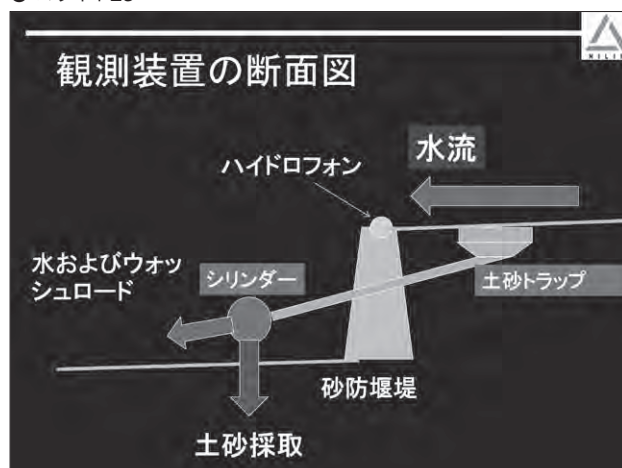 観測装置の断面図
水流
ハイドロフォン
水およびウォッ
シュロード
シリンダー
土砂トラップ
砂防堰堤
土砂採取